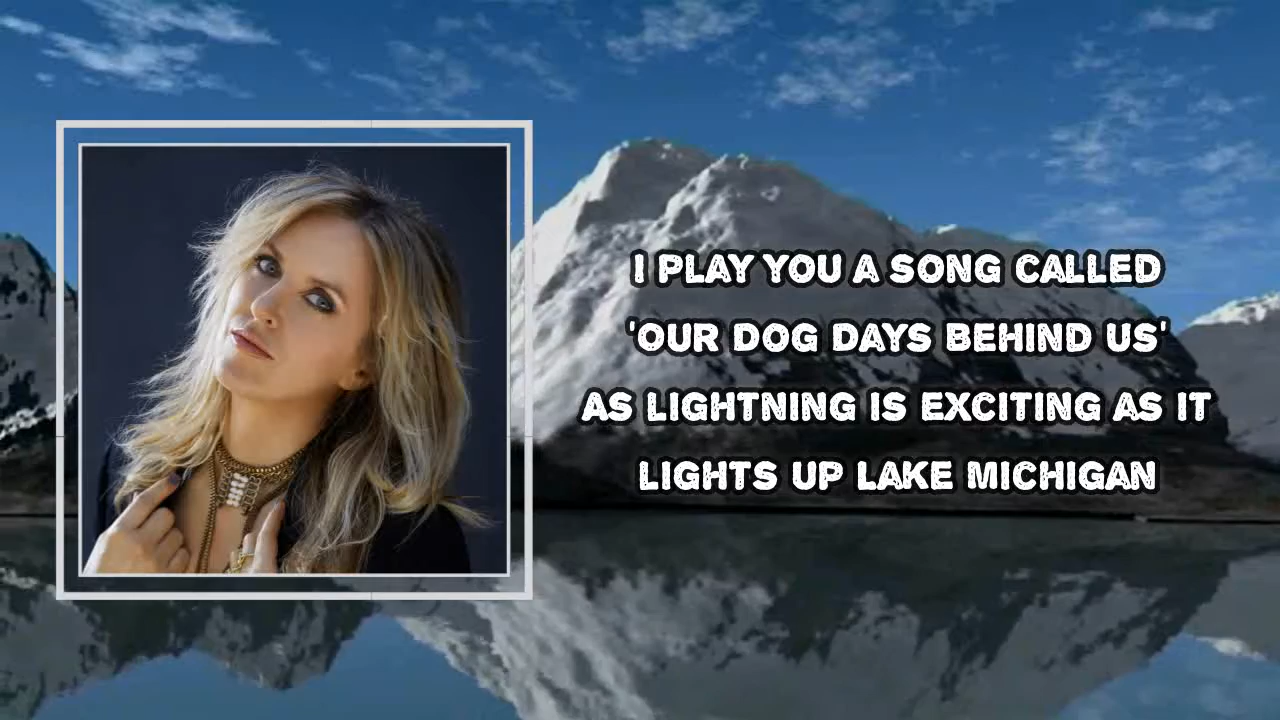 I PLAY YOU A SONG CALLED
'OUR DOG DAYS BEHIND US'
AS LIGHTNING IS EXCITING AS IT
LIGHTS UP LAKE MICHIGAN